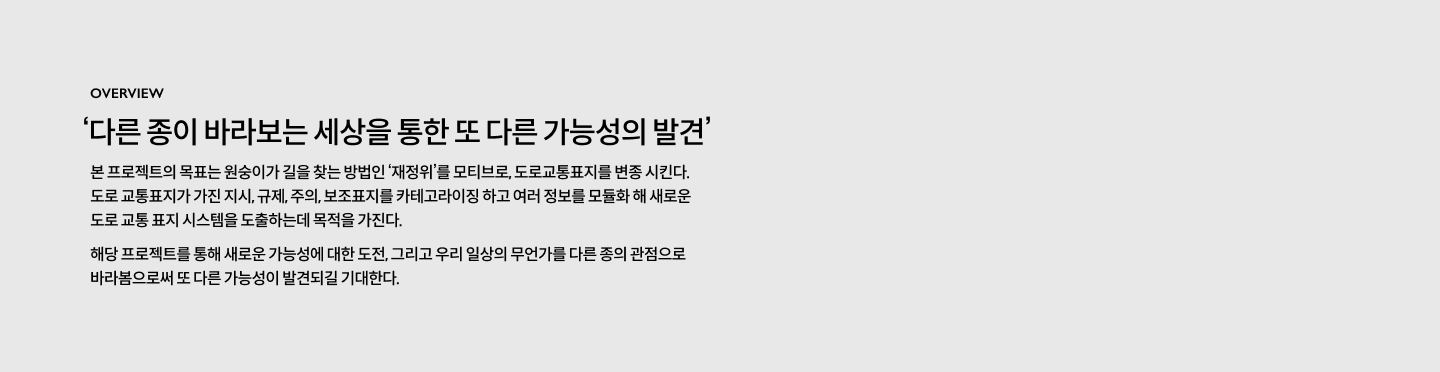 OVERVIEW
‘다른 종이 바라보는 세상을 통한 또 다른 가능성의 발견’
본 프로젝트의 목표는 원숭이가 길을 찾는 방법인 ‘재정위’를 모티브로, 도로교통표지를 변종 시킨다.
도로 교통표지가 가진 지시, 규제, 주의, 보조표지를 카테고라이징 하고 여러 정보를 모듈화 해 새로운
도로 교통 표지 시스템을 도출하는데 목적을 가진다.
해당 프로젝트를 통해 새로운 가능성에 대한 도전, 그리고 우리 일상의 무언가를 다른 종의 관점으로
바라봄으로써 또 다른 가능성이 발견되길 기대한다.